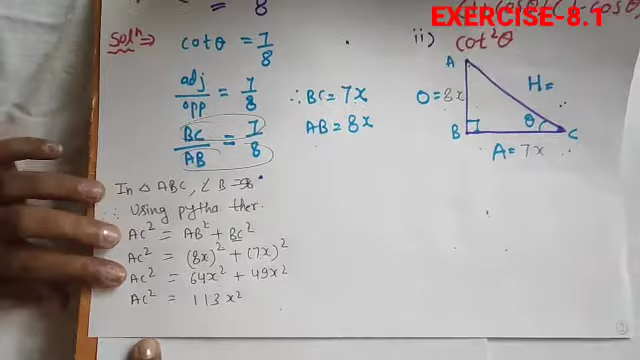 = 8
EXERCISE-8.1
Solⁿ⇒ cotθ = 7/8
ii) cot²θ
adj/opp = 7/8
∴ BC = 7x
BC/AB = 7/8
AB = 8x
A
O = 8x
H =
B
θ
C
A = 7x
In △ ABC, ∠ B =
∴ Using pytha. ther.
AC² = AB² + BC²
AC² = (8x)² + (7x)²
AC² = 64x² + 49x²
AC² = 113x²